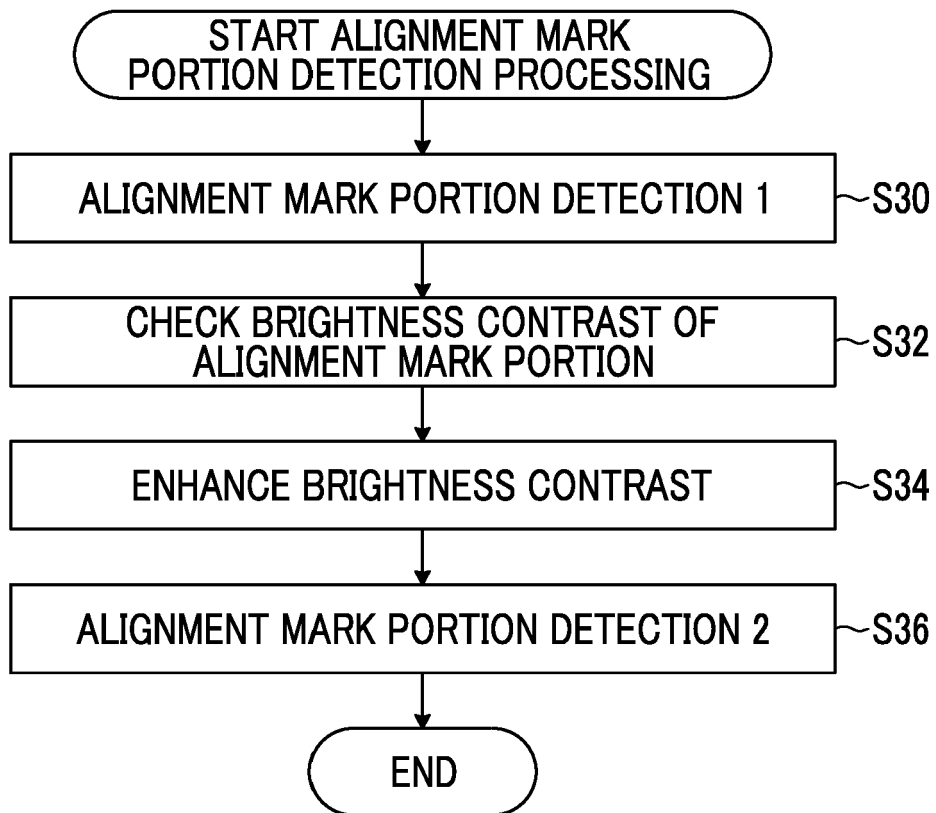 START ALIGNMENT MARK
PORTION DETECTION PROCESSING
ALIGNMENT MARK PORTION DETECTION 1
S30
CHECK BRIGHTNESS CONTRAST OF
ALIGNMENT MARK PORTION
S32
ENHANCE BRIGHTNESS CONTRAST
S34
ALIGNMENT MARK PORTION DETECTION 2
S36
END